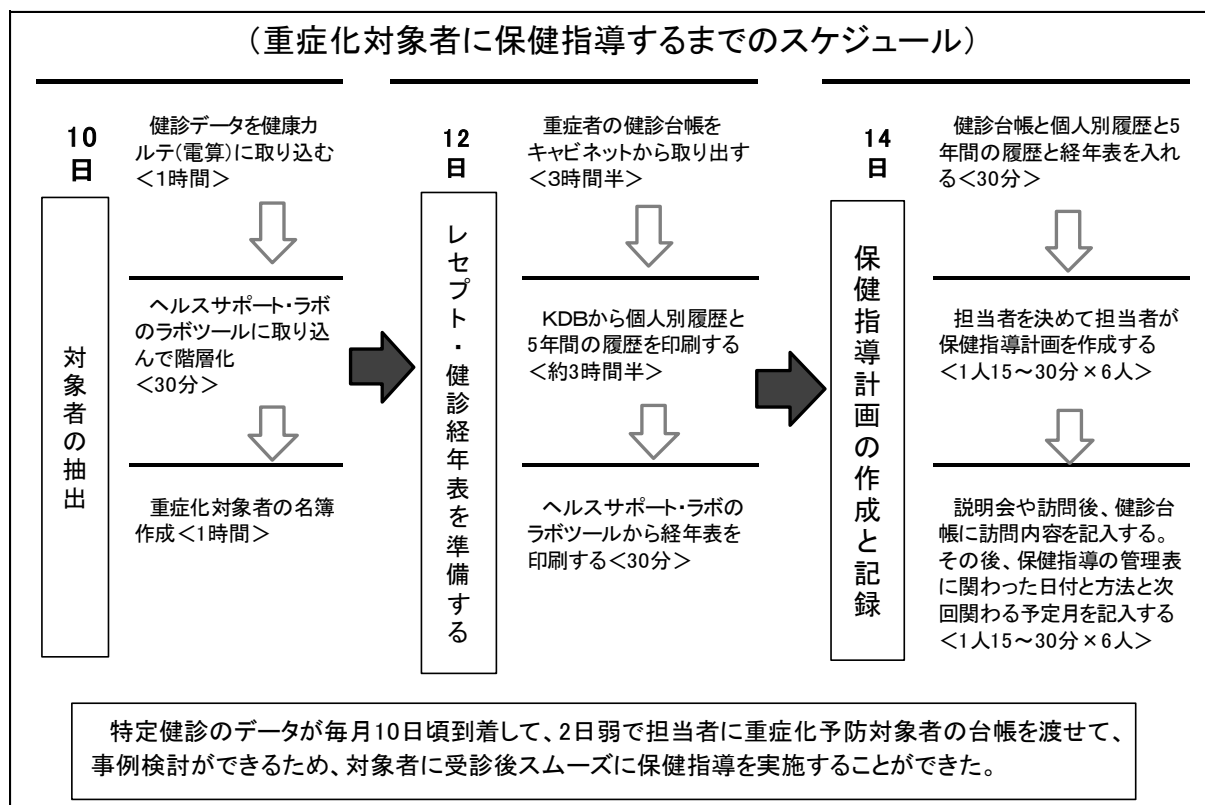 (重症化対象者に保健指導するまでのスケジュール)
10
日
対象者の抽出
健診データを健康カ
ルテ(電算)に取り込む
<1時間>
ヘルスサポート・ラボ
のラボツールに取り込
んで階層化
<30分>
重症化対象者の名簿
作成<1時間>
12
日
レセプト・健診経年表を準備する
重症者の健診台帳を
キャビネットから取り出す
<3時間半>
KDBから個人別履歴と
5年間の履歴を印刷する
<約3時間半>
ヘルスサポート・ラボの
ラボツールから経年表を
印刷する<30分>
14
日
保健指導計画の作成と記録
健診台帳と個人別履歴と5
年間の履歴と経年表を入れ
る<30分>
担当者を決めて担当者が
保健指導計画を作成する
<1人15~30分×6人>
説明会や訪問後、健診台
帳に訪問内容を記入する。
その後、保健指導の管理表
に関わった日付と方法と次
回関わる予定月を記入する
<1人15~30分×6人>
特定健診のデータが毎月10日頃到着して、2日弱で担当者に重症化予防対象者の台帳を渡せて、
事例検討ができるため、対象者に受診後スムーズに保健指導を実施することができた。